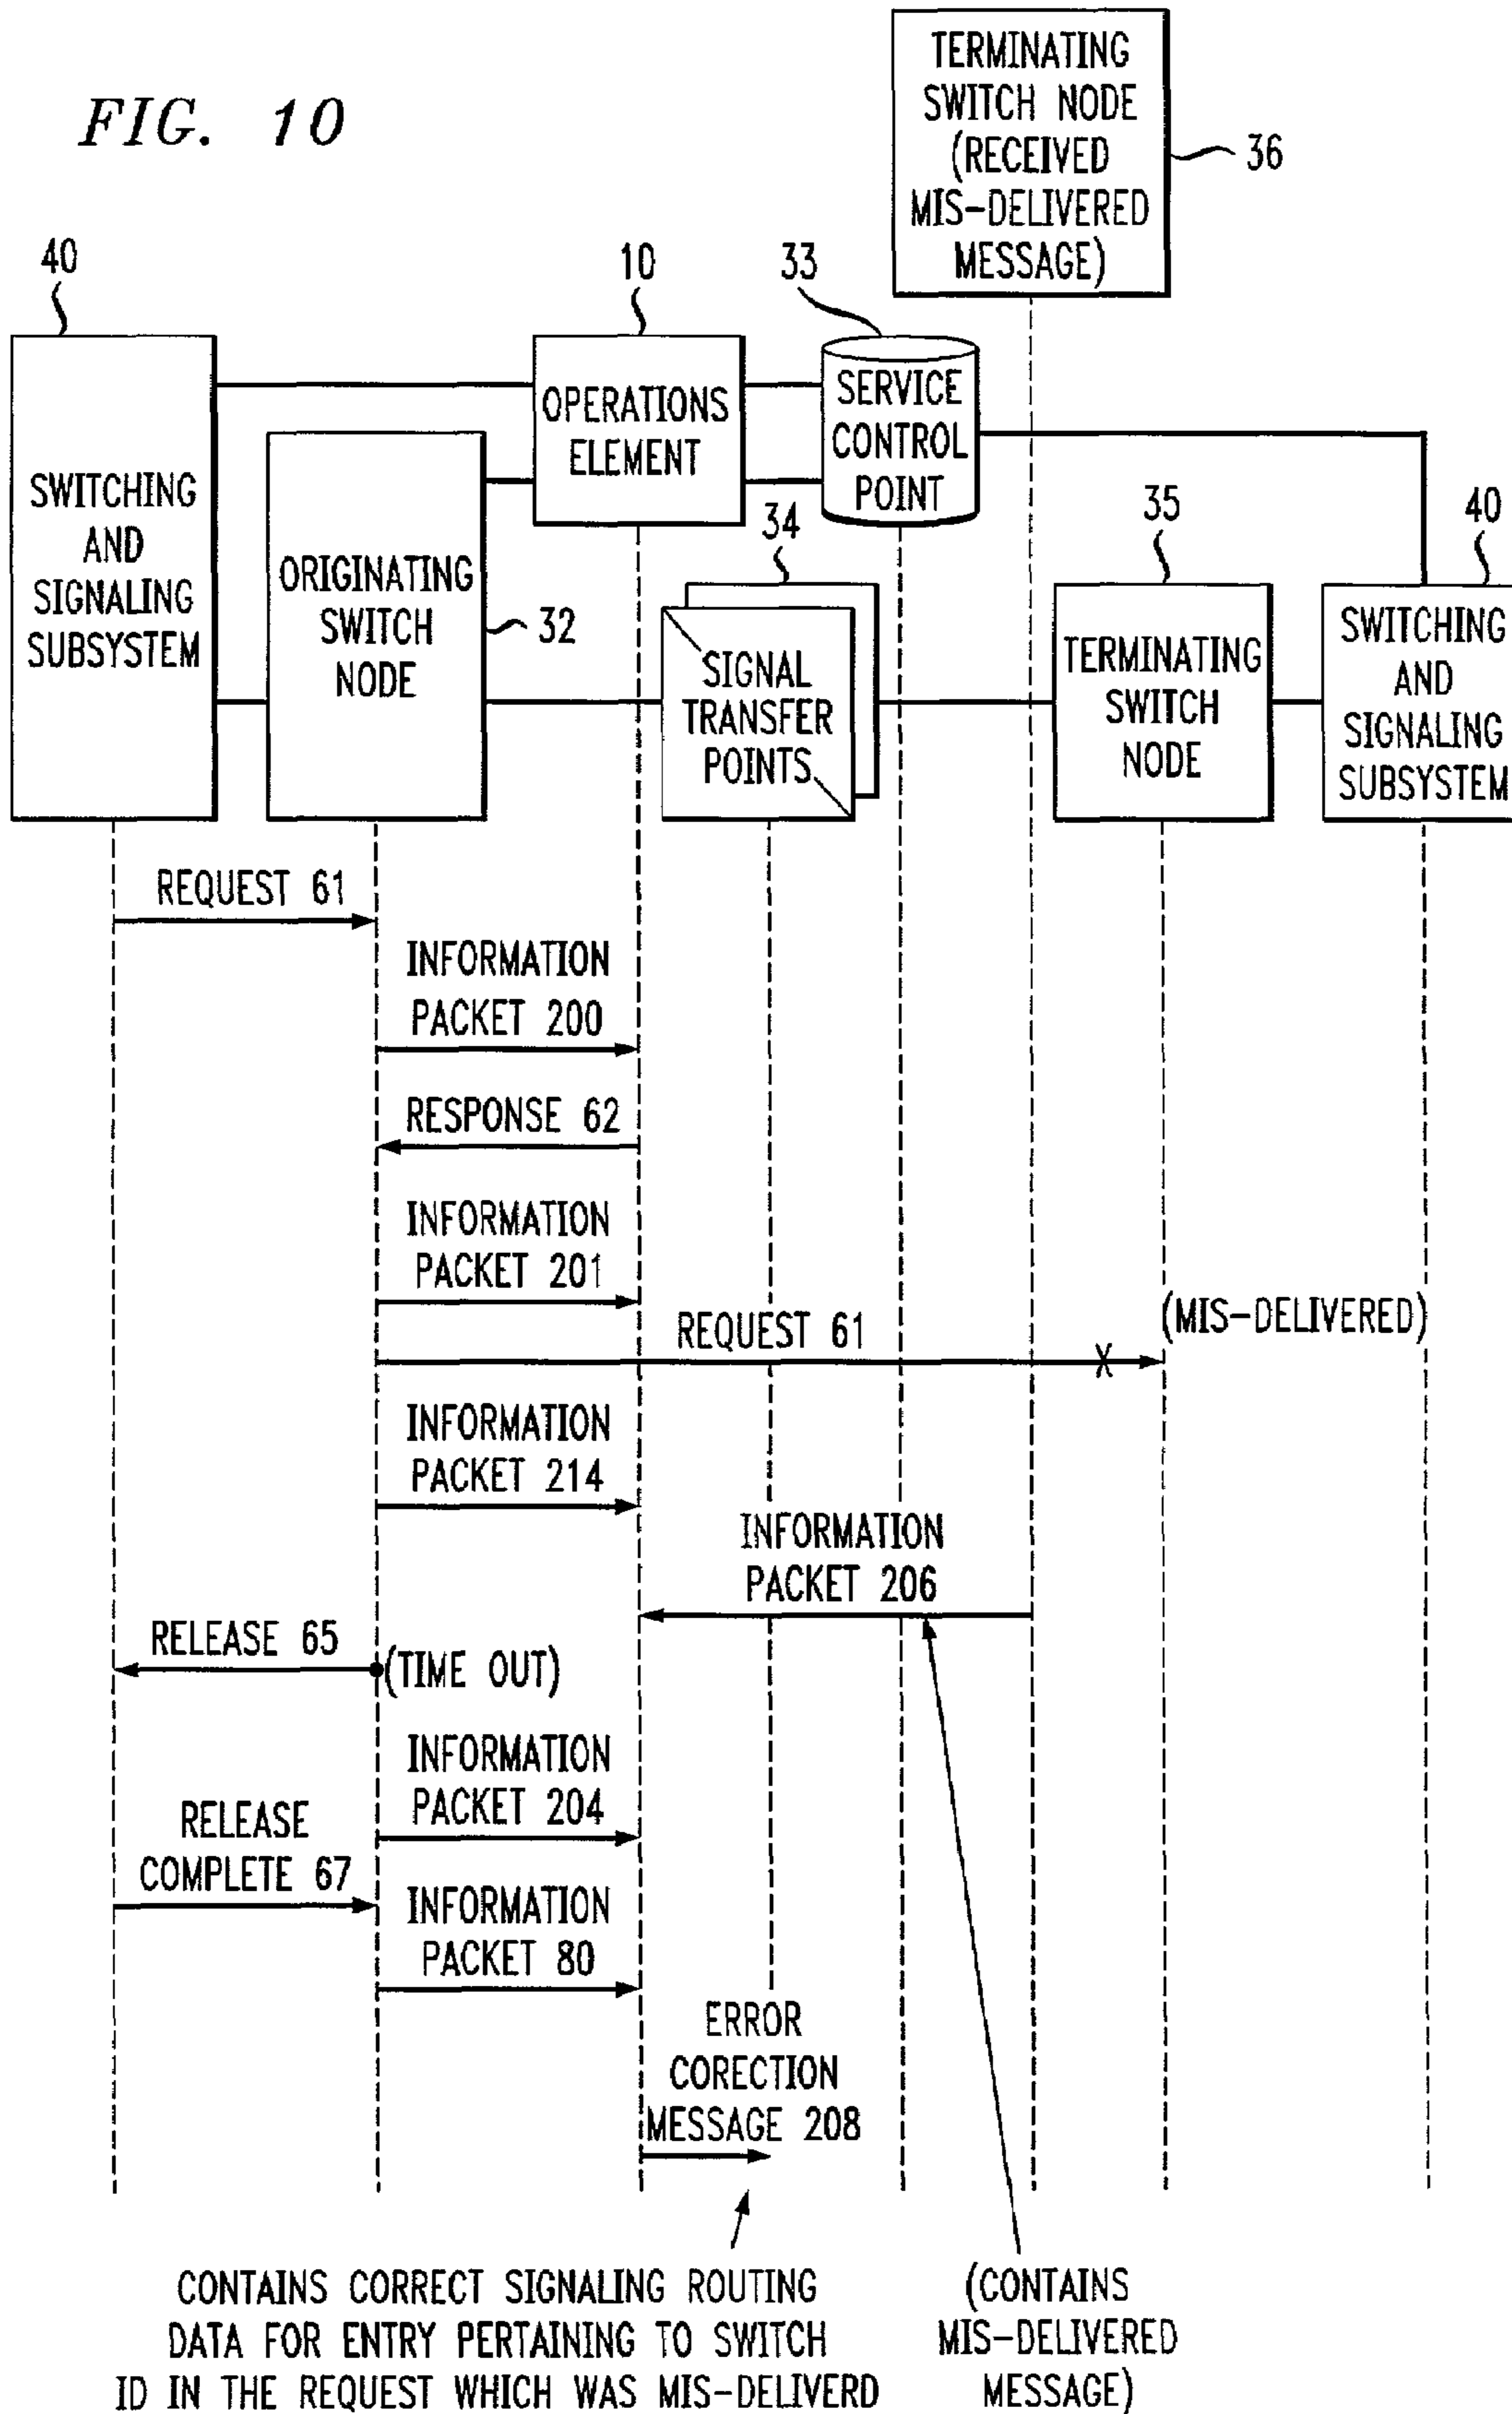 FIG. 10
TERMINATING
SWITCH NODE
(RECEIVED
MIS-DELIVERED
MESSAGE)
36
40
10
33
SWITCHING
AND
SIGNALING
SUBSYSTEM
ORIGINATING
SWITCH
NODE
32
OPERATIONS
ELEMENT
SERVICE
CONTROL
POINT
34
SIGNAL
TRANSFER
POINTS
35
TERMINATING
SWITCH
NODE
40
SWITCHING
AND
SIGNALING
SUBSYSTEM
REQUEST 61
INFORMATION
PACKET 200
RESPONSE 62
INFORMATION
PACKET 201
REQUEST 61
X
(MIS-DELIVERED)
INFORMATION
PACKET 214
INFORMATION
PACKET 206
RELEASE 65
(TIME OUT)
INFORMATION
PACKET 204
RELEASE
COMPLETE 67
INFORMATION
PACKET 80
ERROR
CORECTION
MESSAGE 208
CONTAINS CORRECT SIGNALING ROUTING
DATA FOR ENTRY PERTAINING TO SWITCH
ID IN THE REQUEST WHICH WAS MIS-DELIVERD
(CONTAINS
MIS-DELIVERED
MESSAGE)